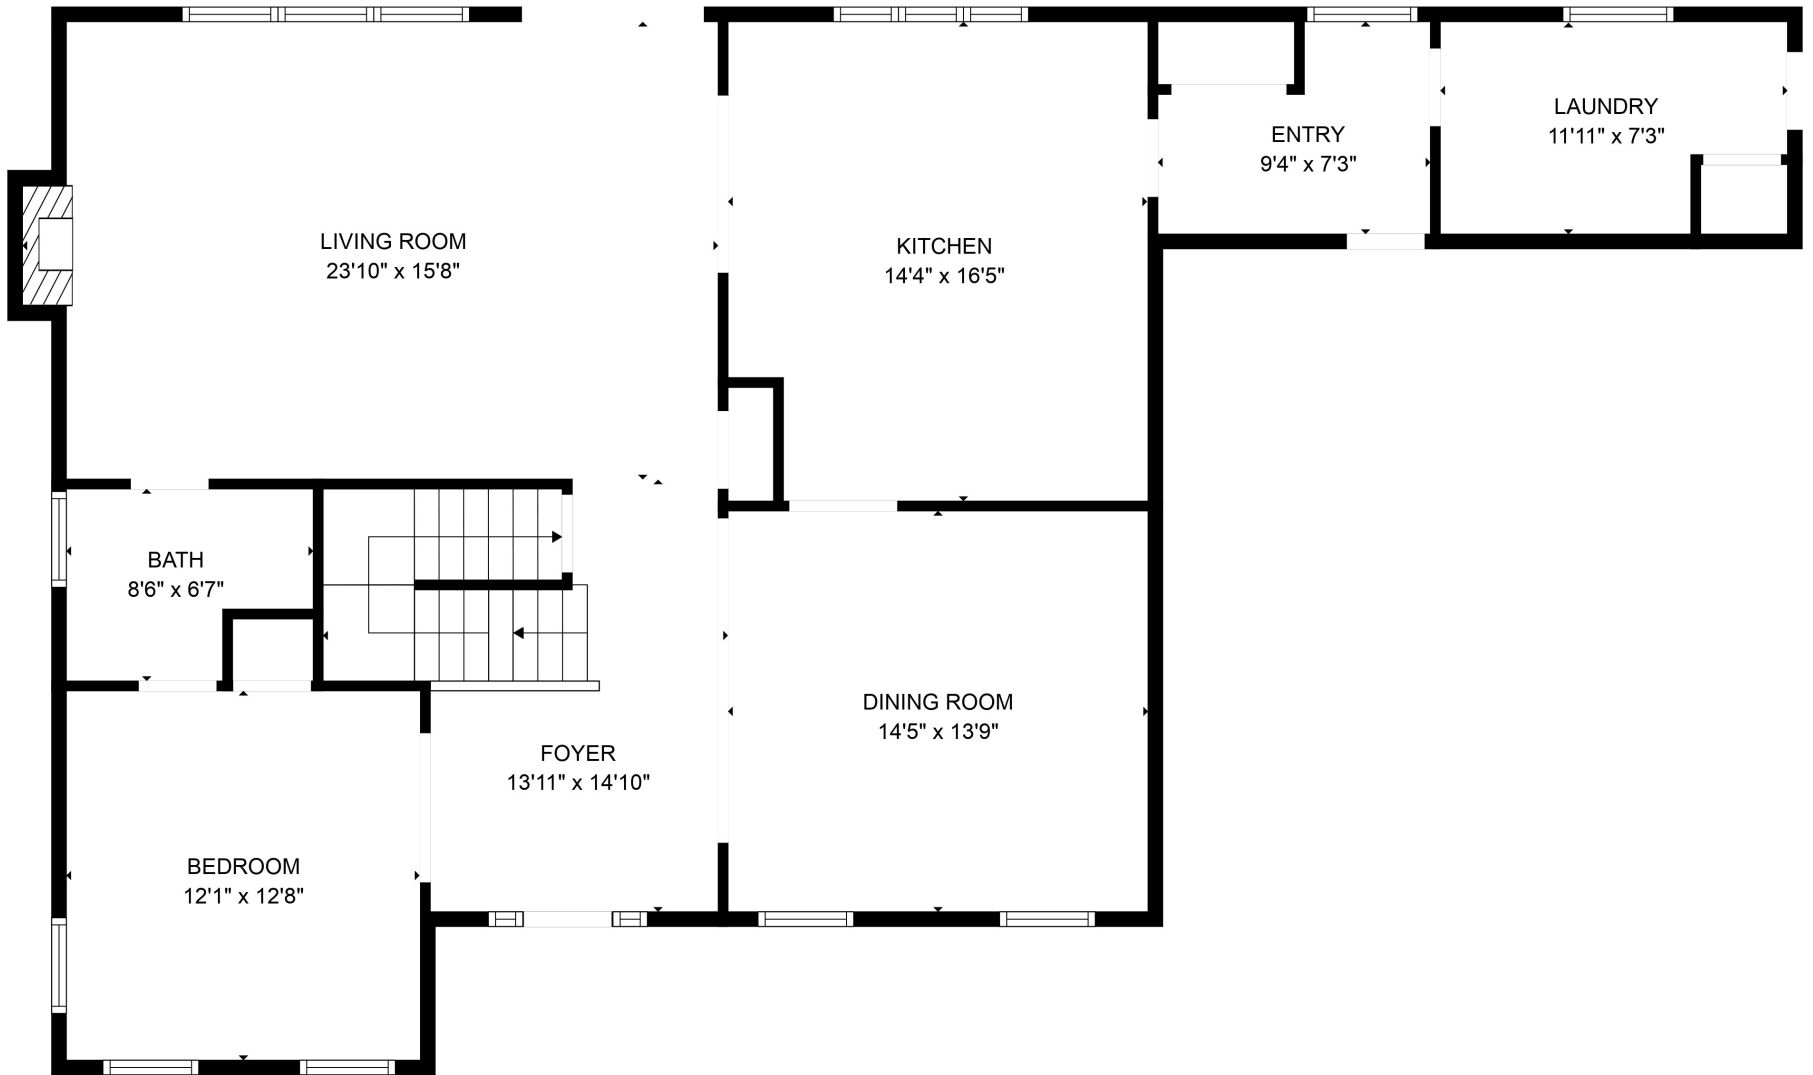 LIVING ROOM
23'10" x 15'8"
KITCHEN
14'4" x 16'5"
ENTRY
9'4" x 7'3"
LAUNDRY
11'11" x 7'3"
BATH
8'6" x 6'7"
FOYER
13'11" x 14'10"
DINING ROOM
14'5" x 13'9"
BEDROOM
12'1" x 12'8"